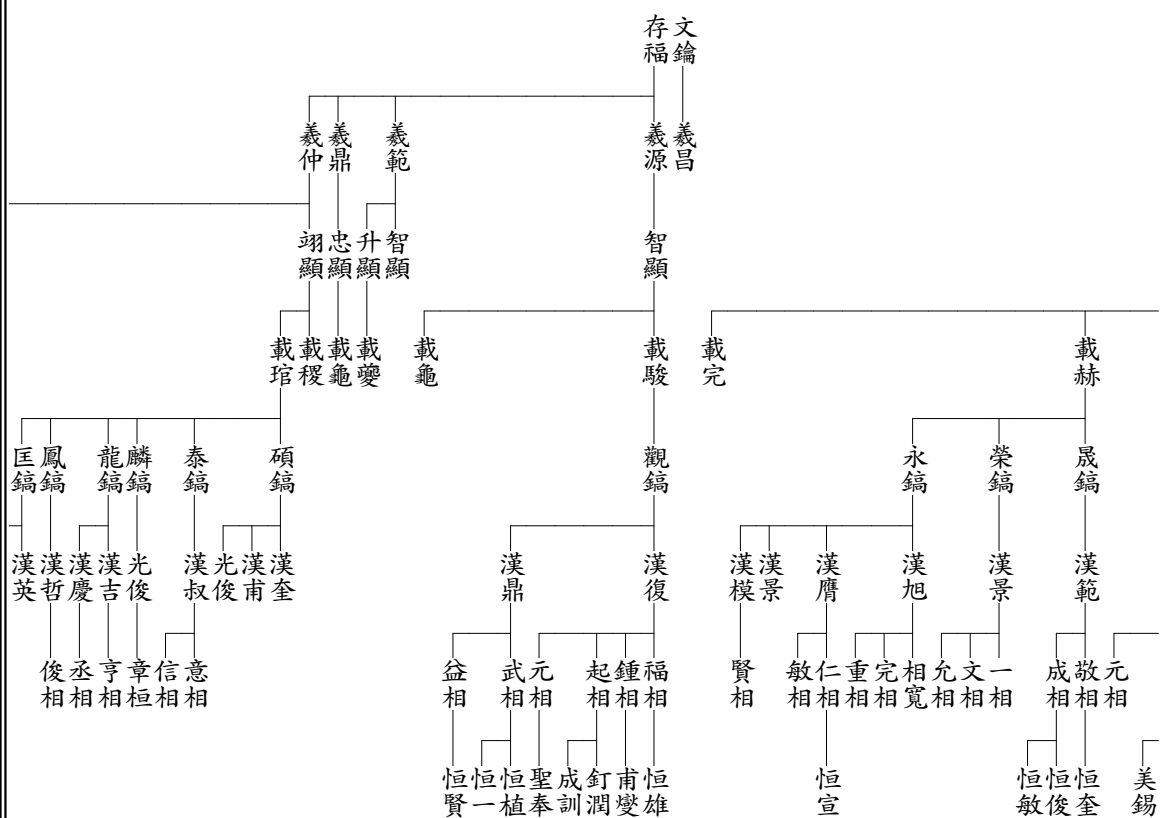 文鑰
存福
羲昌
羲源
羲範
羲鼎
羲仲
智顯
智顯
升顯
忠顯
翊顯
載赫
載完
載駿
載龜
載夔
載龜
載稷
載琯
晟鎬
榮鎬
永鎬
觀鎬
碩鎬
泰鎬
麟鎬
龍鎬
鳳鎬
匡鎬
漢範
漢景
漢旭
漢膺
漢景
漢模
漢復
漢鼎
漢奎
漢甫
光俊
漢叔
光俊
漢吉
漢慶
漢哲
漢英
元相
敬相
成相
一相
文相
允相
相寬
完相
重相
仁相
敏相
賢相
福相
鍾相
起相
元相
武相
益相
意相
信相
章桓
亨相
丞相
俊相
美錫
恒奎
恒俊
恒敏
恒宣
恒雄
甫燮
釘潤
成訓
聖奉
恒植
恒一
恒賢